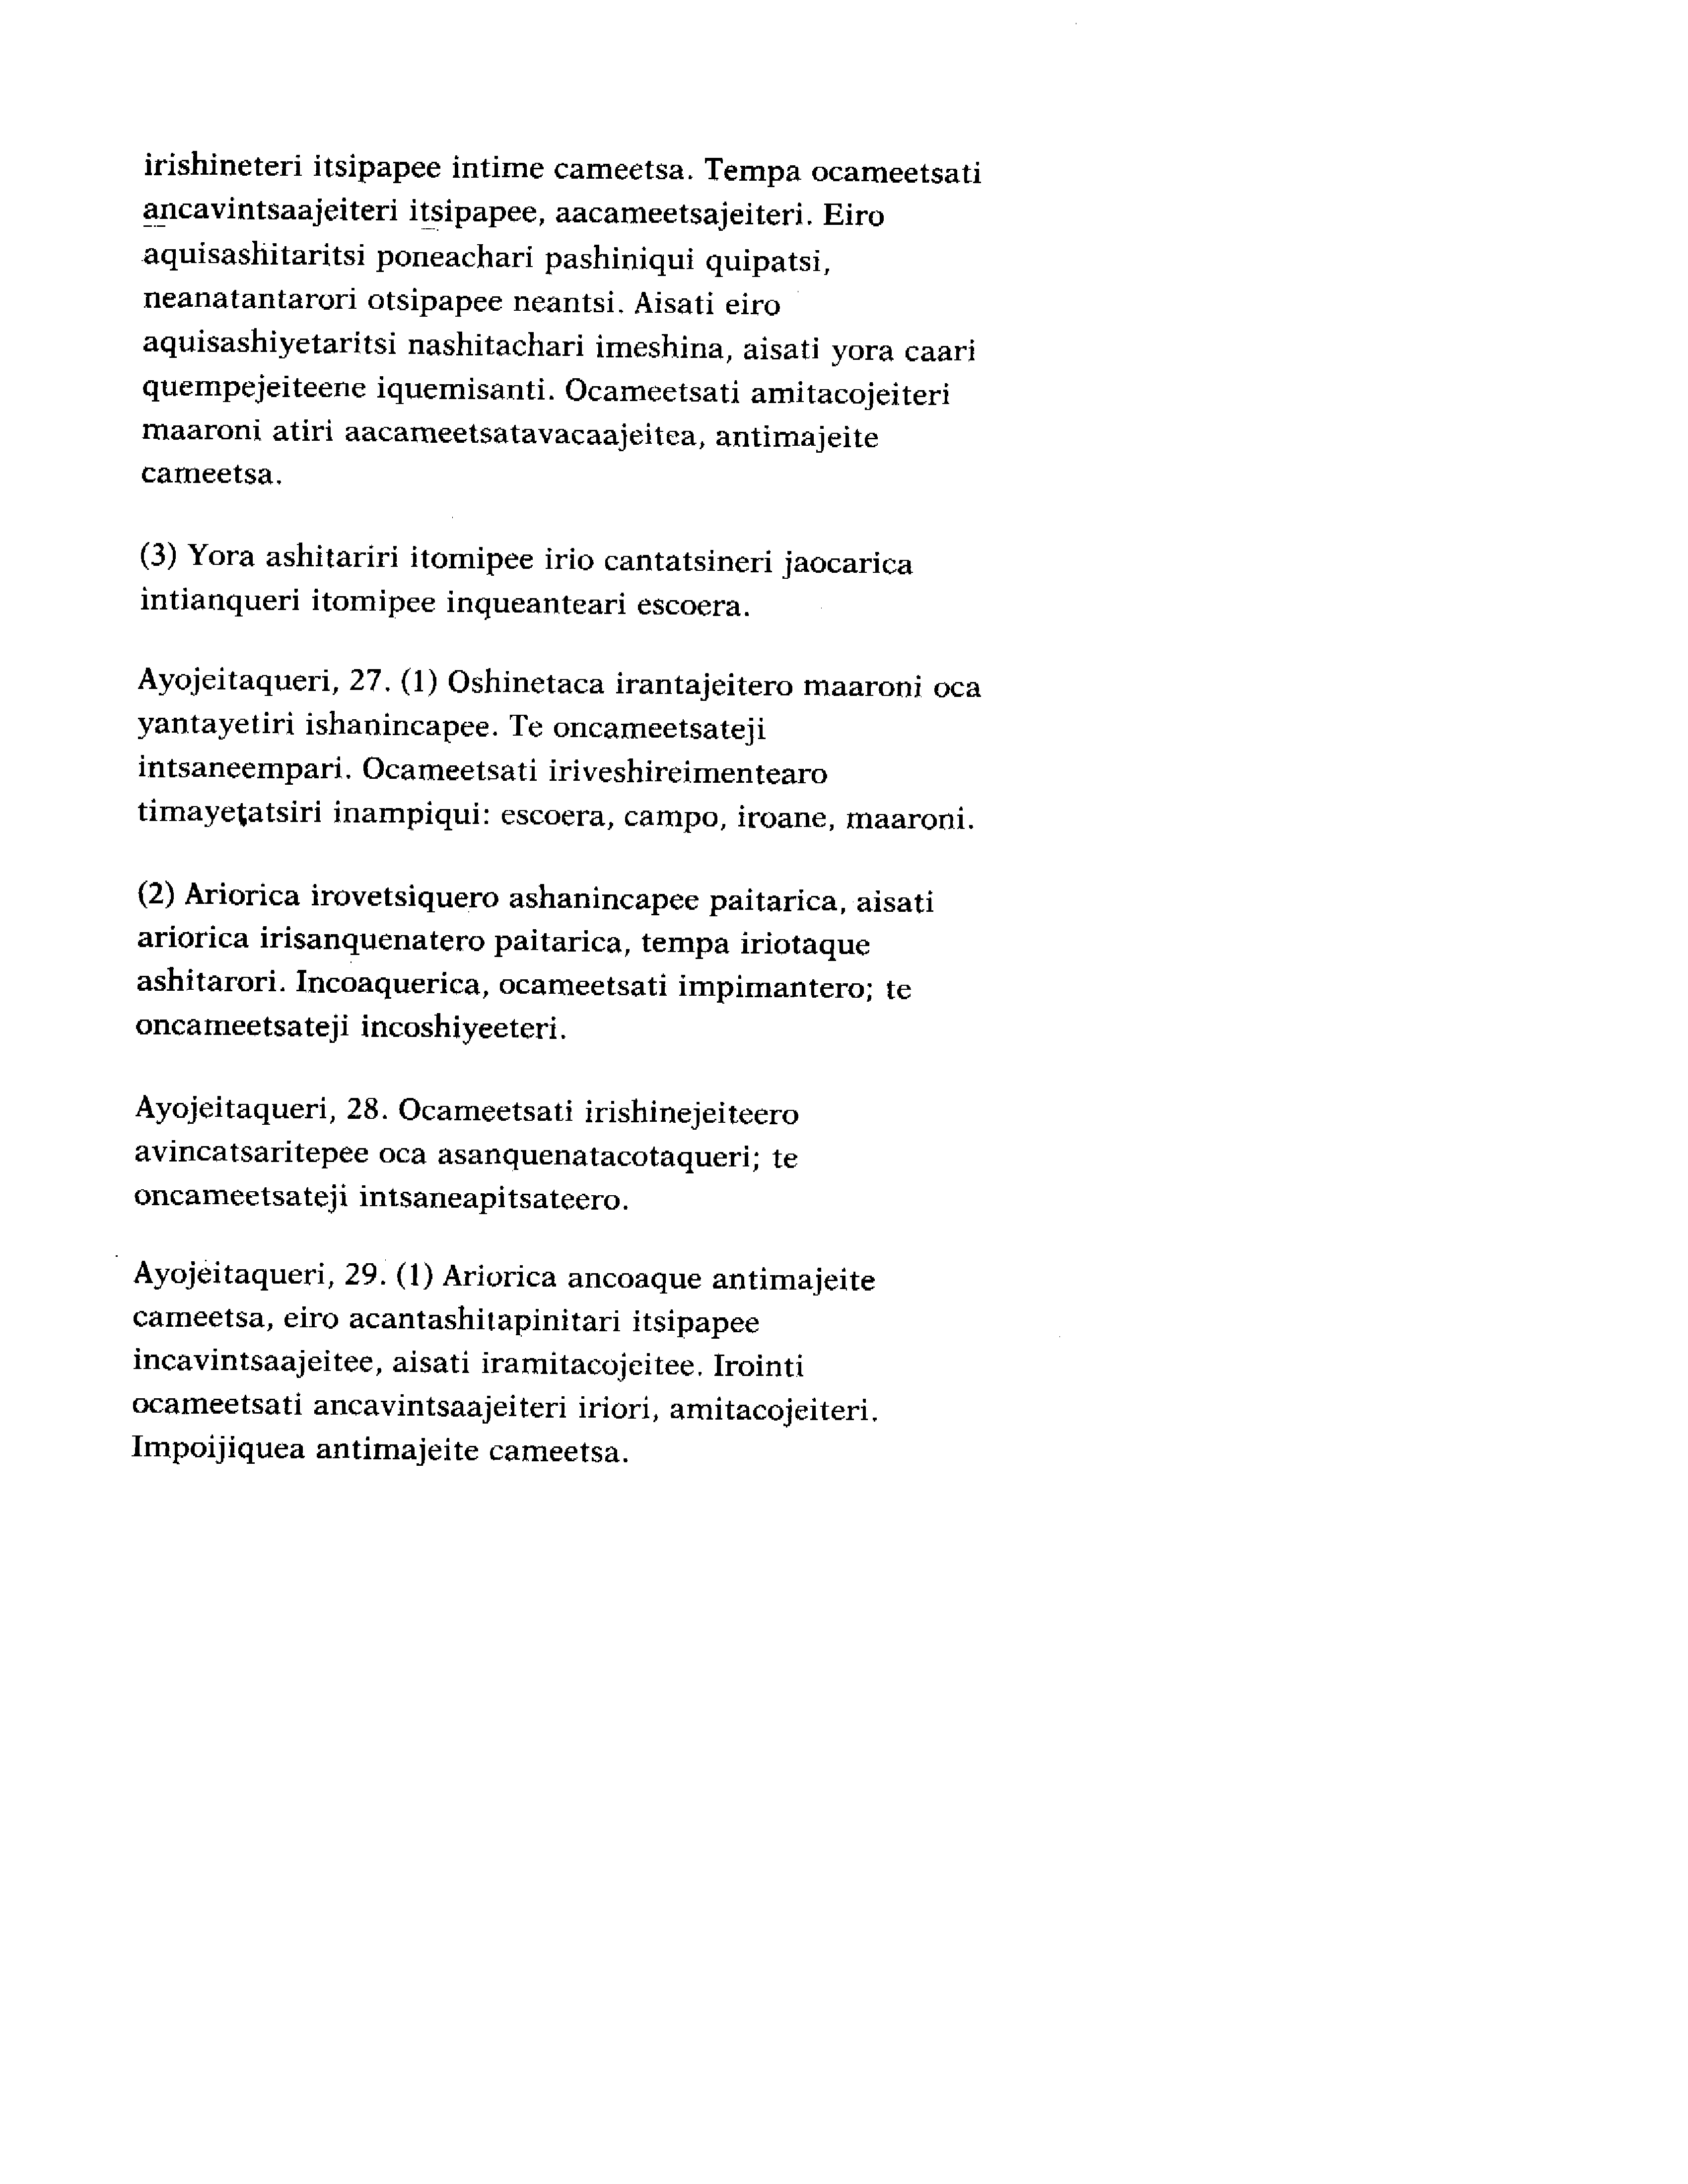 irishineteri itsipapee intime cameetsa. Tempa ocameetsati
ancavintsaajeiteri itsipapee, aacameetsajeiteri. Eiro
aquisashitaritsi poneachari pashiniqui quipatsi,
neanatantarori otsipapee neantsi. Aisati eiro
aquisashiyetaritsi nashitachari imeshina, aisati yora caari
quempejeiteene iquemisanti. Ocameetsati amitacojeiteri
maaroni atiri aacameetsatavacaajeitea, antimajeite
cameetsa.
(3) Yora ashitariri itomipee irio cantatsineri jaocarica
intianqueri itomipee inqueanteari escoera.
Ayojeitaqueri, 27. (1) Oshinetaca irantajeitero maaroni oca
yantayetiri ishanincapee. Te oncameetsateji
intsaneempari. Ocameetsati iriveshireimentearo
timayetatsiri inampiqui: escoera, campo, iroane, maaroni.
(2) Ariorica irovetsiquero ashanincapee paitarica, aisati
ariorica irisanquenatero paitarica, tempa iriotaque
ashitarori. Incoaquerica, ocameetsati impimantero; te
oncameetsateji incoshiyeeteri.
Ayojeitaqueri, 28. Ocameetsati irishinejeiteero
avincatsaritepee oca asanquenatacotaqueri; te
oncameetsateji intsaneapitsateero.
Ayojeitaqueri, 29. (1) Ariorica ancoaque antimajeite
cameetsa, eiro acantashitapinitari itsipapee
incavintsaajeitee, aisati iramitacojeitee. Irointi
ocameetsati ancavintsaajeiteri iriori, amitacojeiteri.
Impoijiquea antimajeite cameetsa.